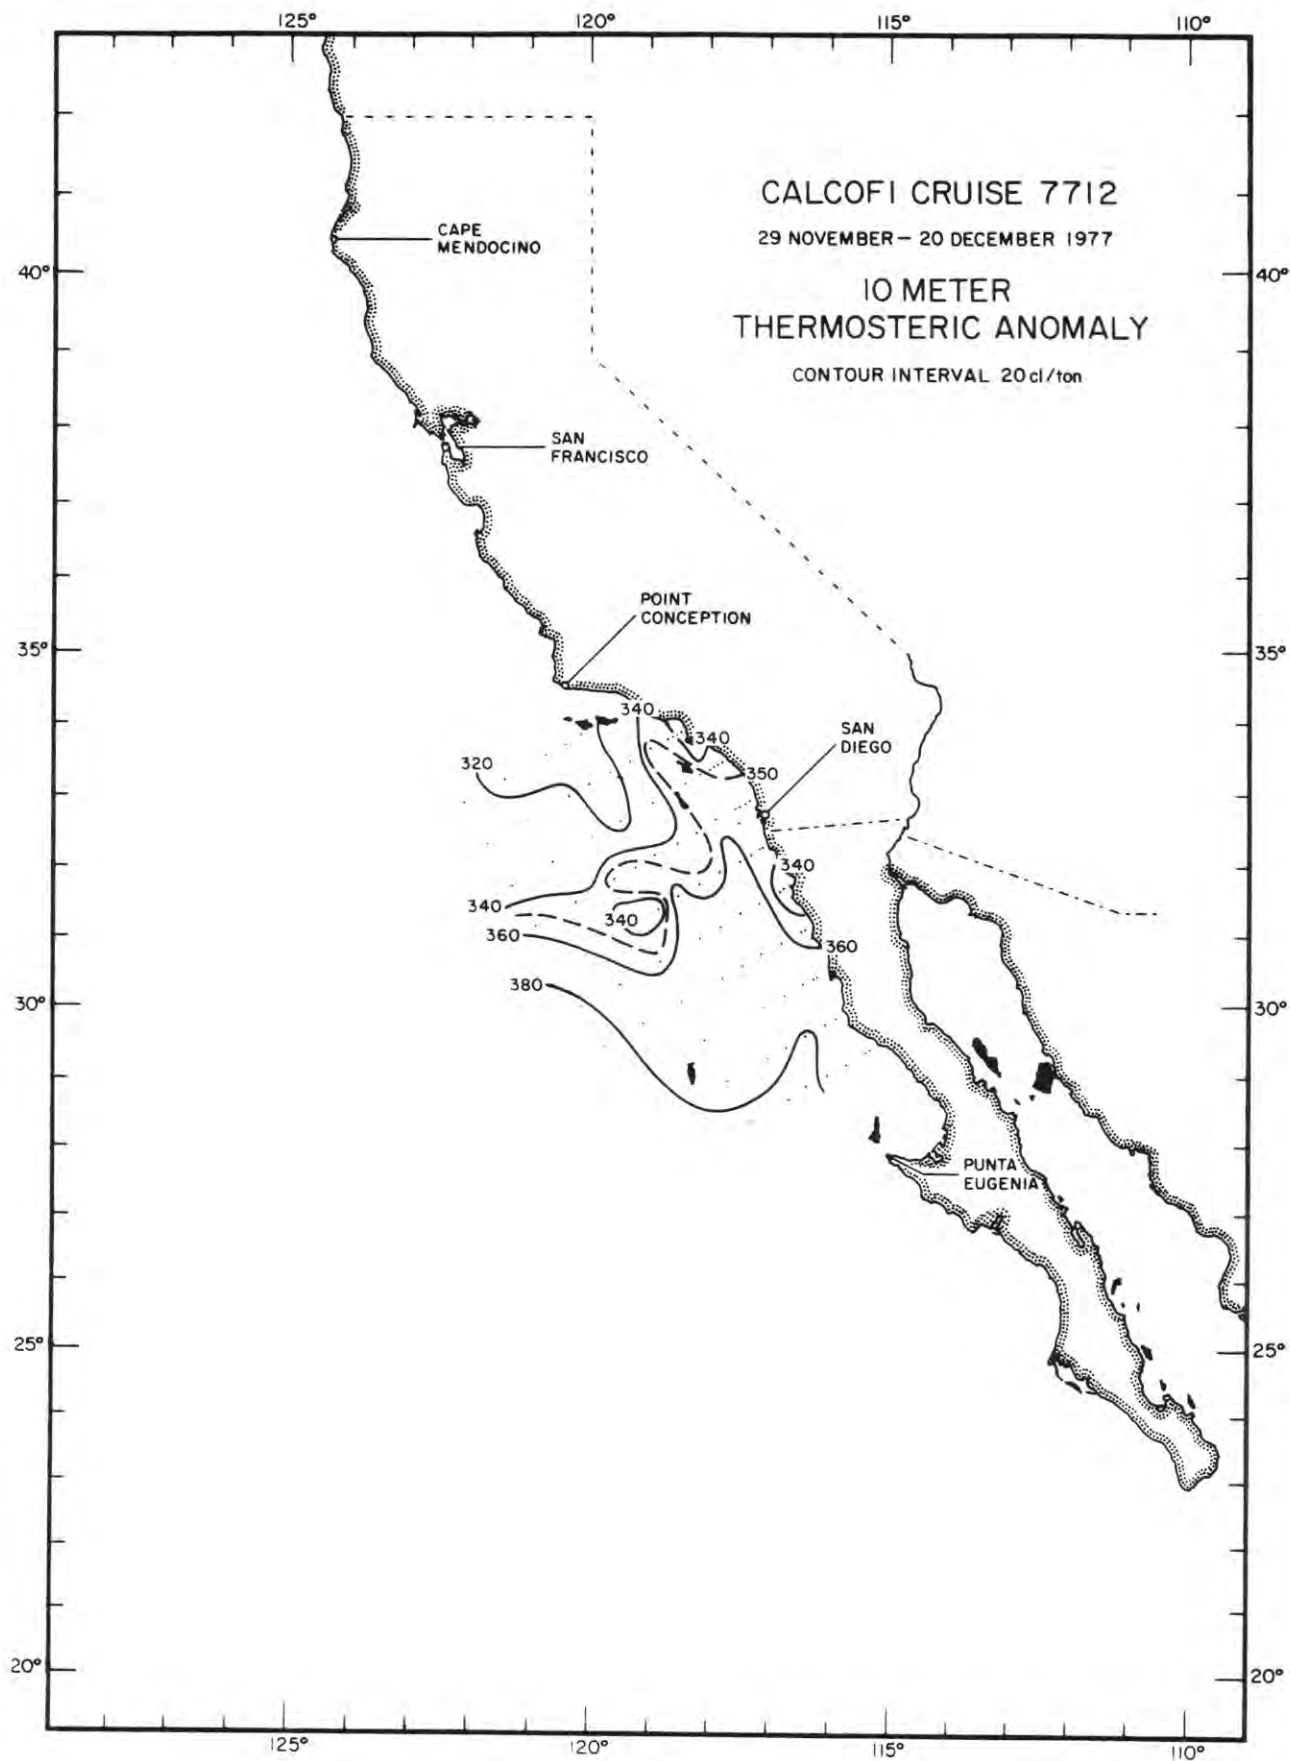 125° 120° 115° 110°
CALCOFI CRUISE 7712
29 NOVEMBER – 20 DECEMBER 1977
10 METER
THERMOSTERIC ANOMALY
CONTOUR INTERVAL 20 cl/ton
CAPE
MENDOCINO
40° 40°
SAN
FRANCISCO
POINT
CONCEPTION
35° 35°
340
340
SAN
DIEGO
320
350
340
340
340
360
360
380
30° 30°
PUNTA
EUGENIA
25° 25°
20° 20°
125° 120° 115° 110°